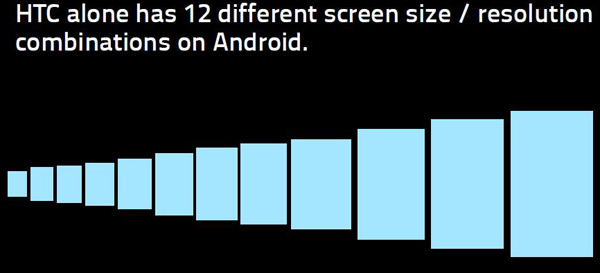 HTC alone has 12 different screen size / resolution
combinations on Android.